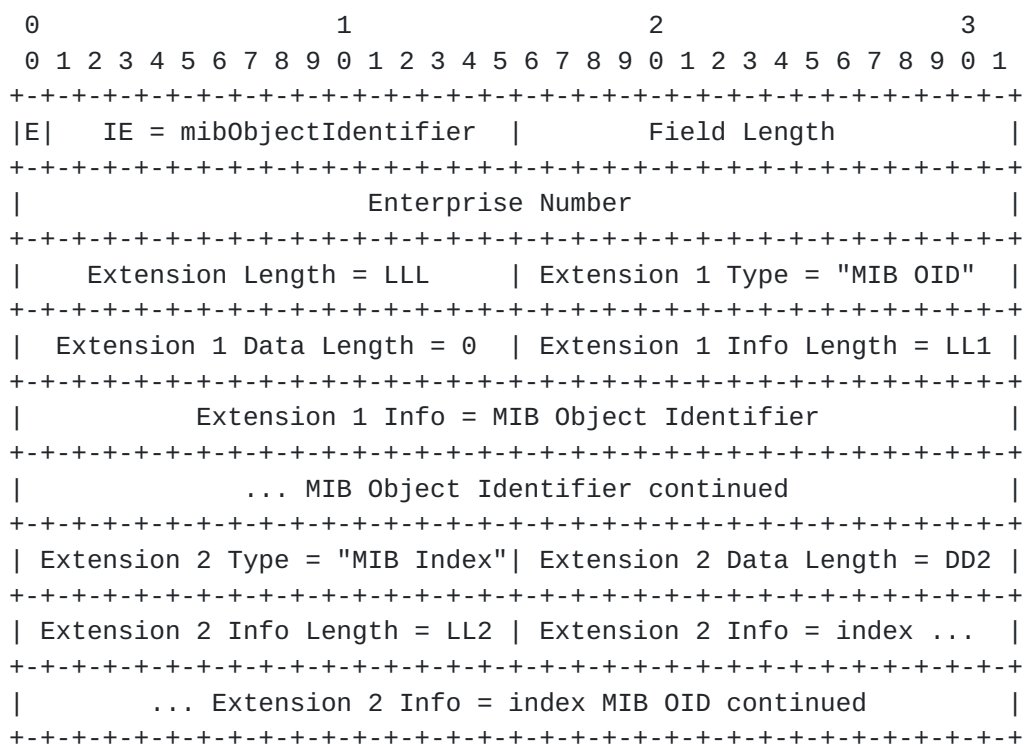 0                   1                   2                   3
 0 1 2 3 4 5 6 7 8 9 0 1 2 3 4 5 6 7 8 9 0 1 2 3 4 5 6 7 8 9 0 1
+-+-+-+-+-+-+-+-+-+-+-+-+-+-+-+-+-+-+-+-+-+-+-+-+-+-+-+-+-+-+-+-+
|E|   IE = mibObjectIdentifier  |        Field Length           |
+-+-+-+-+-+-+-+-+-+-+-+-+-+-+-+-+-+-+-+-+-+-+-+-+-+-+-+-+-+-+-+-+
|                      Enterprise Number                        |
+-+-+-+-+-+-+-+-+-+-+-+-+-+-+-+-+-+-+-+-+-+-+-+-+-+-+-+-+-+-+-+-+
|    Extension Length = LLL     | Extension 1 Type = "MIB OID"  |
+-+-+-+-+-+-+-+-+-+-+-+-+-+-+-+-+-+-+-+-+-+-+-+-+-+-+-+-+-+-+-+-+
|  Extension 1 Data Length = 0  | Extension 1 Info Length = LL1 |
+-+-+-+-+-+-+-+-+-+-+-+-+-+-+-+-+-+-+-+-+-+-+-+-+-+-+-+-+-+-+-+-+
|           Extension 1 Info = MIB Object Identifier            |
+-+-+-+-+-+-+-+-+-+-+-+-+-+-+-+-+-+-+-+-+-+-+-+-+-+-+-+-+-+-+-+-+
|              ... MIB Object Identifier continued              |
+-+-+-+-+-+-+-+-+-+-+-+-+-+-+-+-+-+-+-+-+-+-+-+-+-+-+-+-+-+-+-+-+
| Extension 2 Type = "MIB Index"| Extension 2 Data Length = DD2 |
+-+-+-+-+-+-+-+-+-+-+-+-+-+-+-+-+-+-+-+-+-+-+-+-+-+-+-+-+-+-+-+-+
| Extension 2 Info Length = LL2 | Extension 2 Info = index ...  |
+-+-+-+-+-+-+-+-+-+-+-+-+-+-+-+-+-+-+-+-+-+-+-+-+-+-+-+-+-+-+-+-+
|        ... Extension 2 Info = index MIB OID continued         |
+-+-+-+-+-+-+-+-+-+-+-+-+-+-+-+-+-+-+-+-+-+-+-+-+-+-+-+-+-+-+-+-+